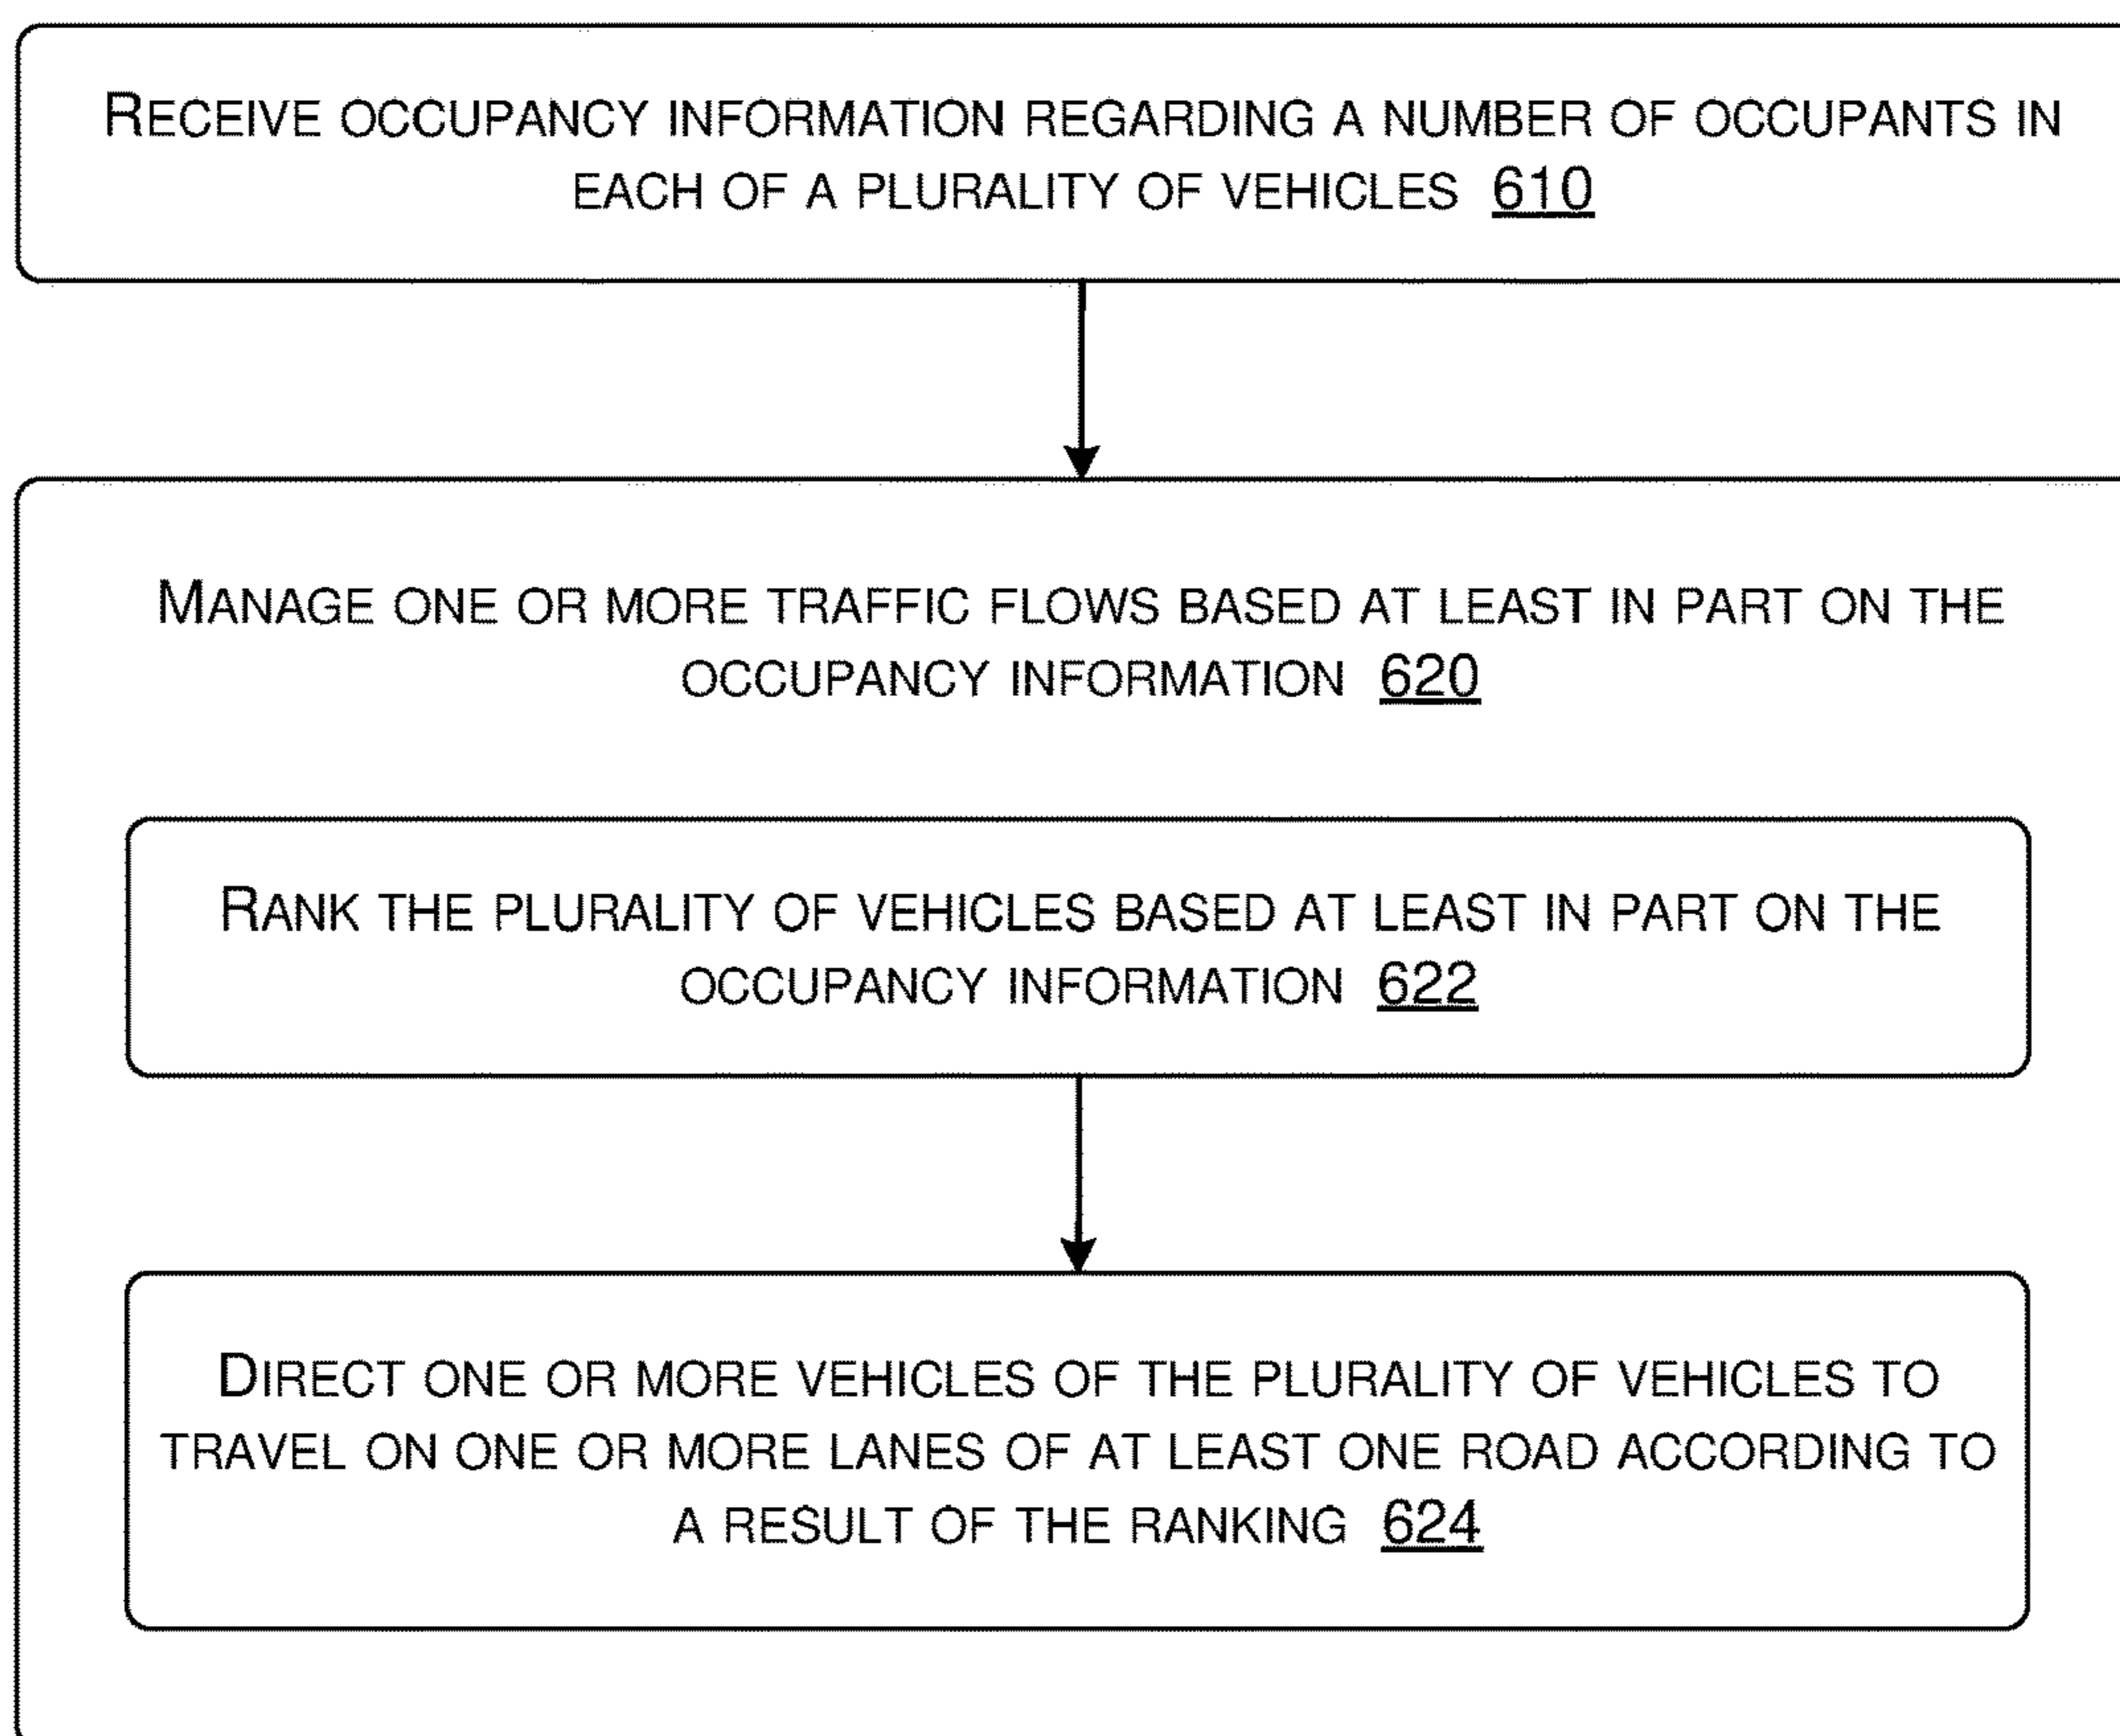 RECEIVE OCCUPANCY INFORMATION REGARDING A NUMBER OF OCCUPANTS IN
EACH OF A PLURALITY OF VEHICLES 610
MANAGE ONE OR MORE TRAFFIC FLOWS BASED AT LEAST IN PART ON THE
OCCUPANCY INFORMATION 620
RANK THE PLURALITY OF VEHICLES BASED AT LEAST IN PART ON THE
OCCUPANCY INFORMATION 622
DIRECT ONE OR MORE VEHICLES OF THE PLURALITY OF VEHICLES TO
TRAVEL ON ONE OR MORE LANES OF AT LEAST ONE ROAD ACCORDING TO
A RESULT OF THE RANKING 624